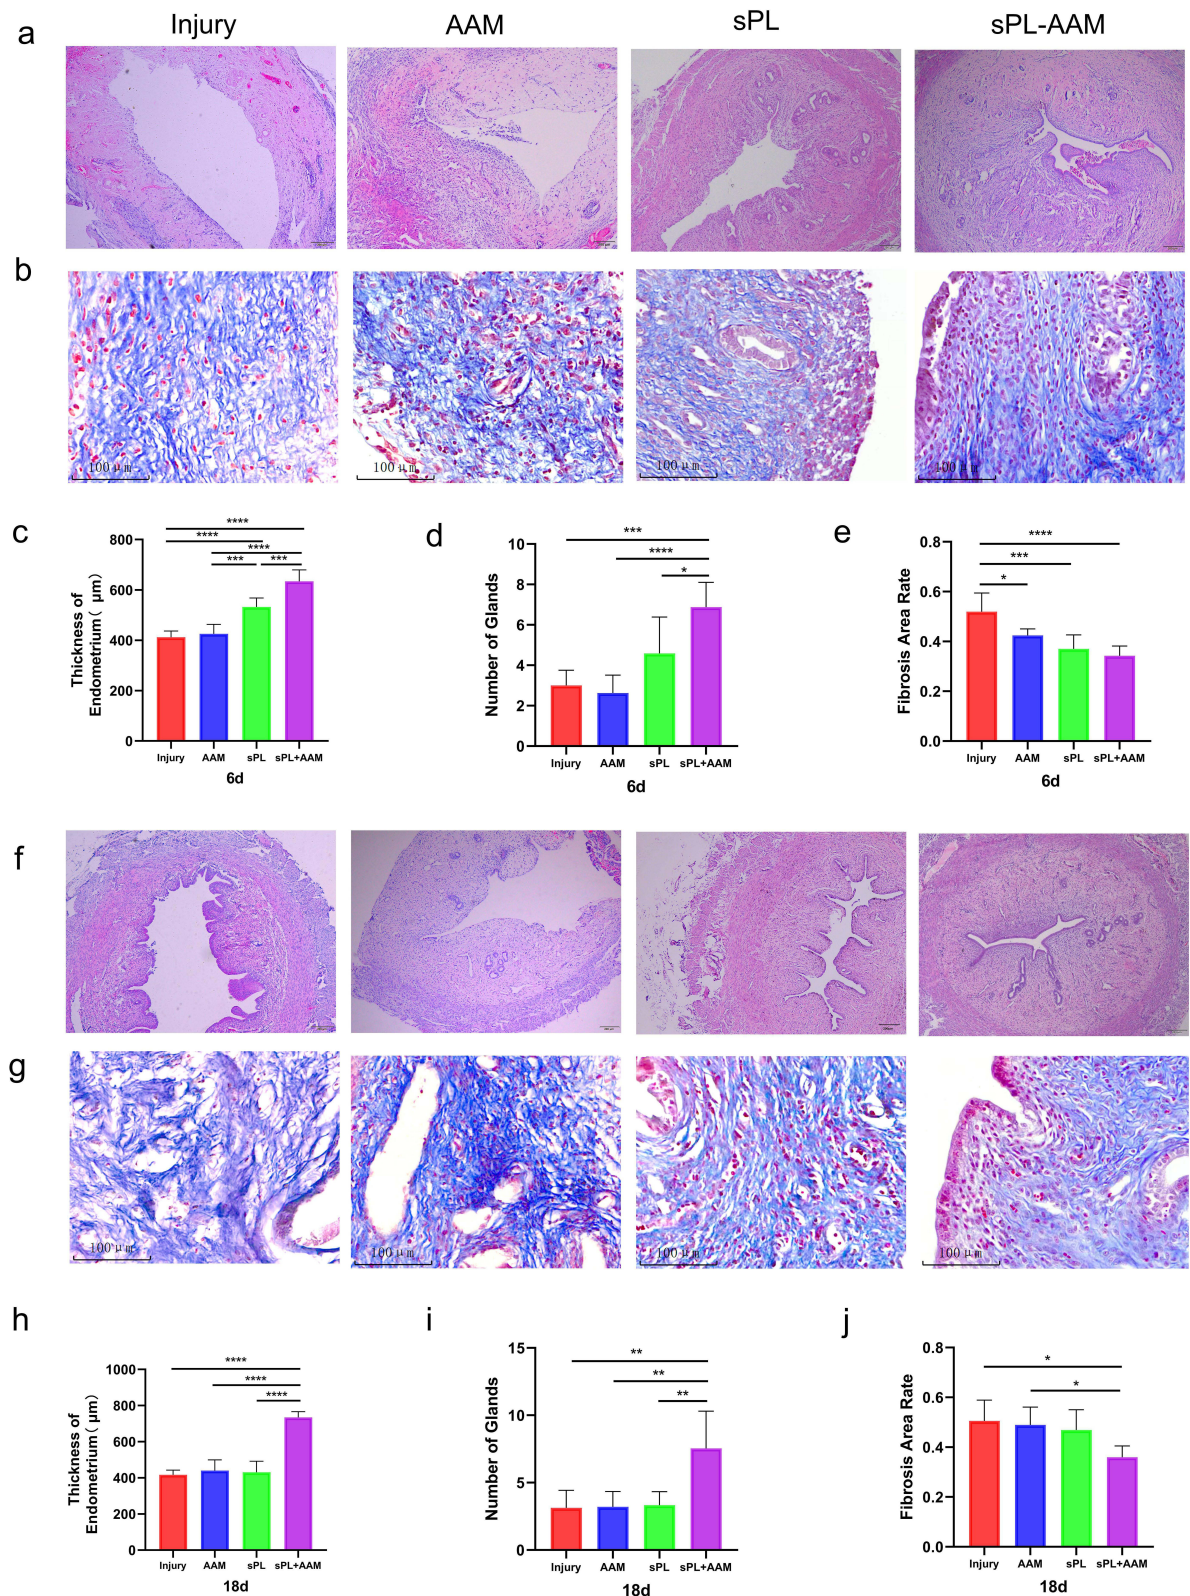 a
Injury
AAM
sPL
sPL-AAM
b
100 μm
100 μm
100 μm
100 μm
c
****
****
****
***
***
Thickness of
Endometrium( μm)
800
600
400
200
0
Injury
AAM
sPL
sPL+AAM
6d
d
***
****
*
Number of Glands
10
8
6
4
2
0
Injury
AAM
sPL
sPL+AAM
6d
e
****
***
*
Fibrosis Area Rate
0.8
0.6
0.4
0.2
0.0
Injury
AAM
sPL
sPL+AAM
6d
f
g
100 μm
100 μm
100 μm
100 μm
h
****
****
****
Thickness of
Endometrium( μm)
1000
800
600
400
200
0
Injury
AAM
sPL
sPL+AAM
18d
i
**
**
**
Number of Glands
15
10
5
0
Injury
AAM
sPL
sPL+AAM
18d
j
*
*
Fibrosis Area Rate
0.8
0.6
0.4
0.2
0.0
Injury
AAM
sPL
sPL+AAM
18d